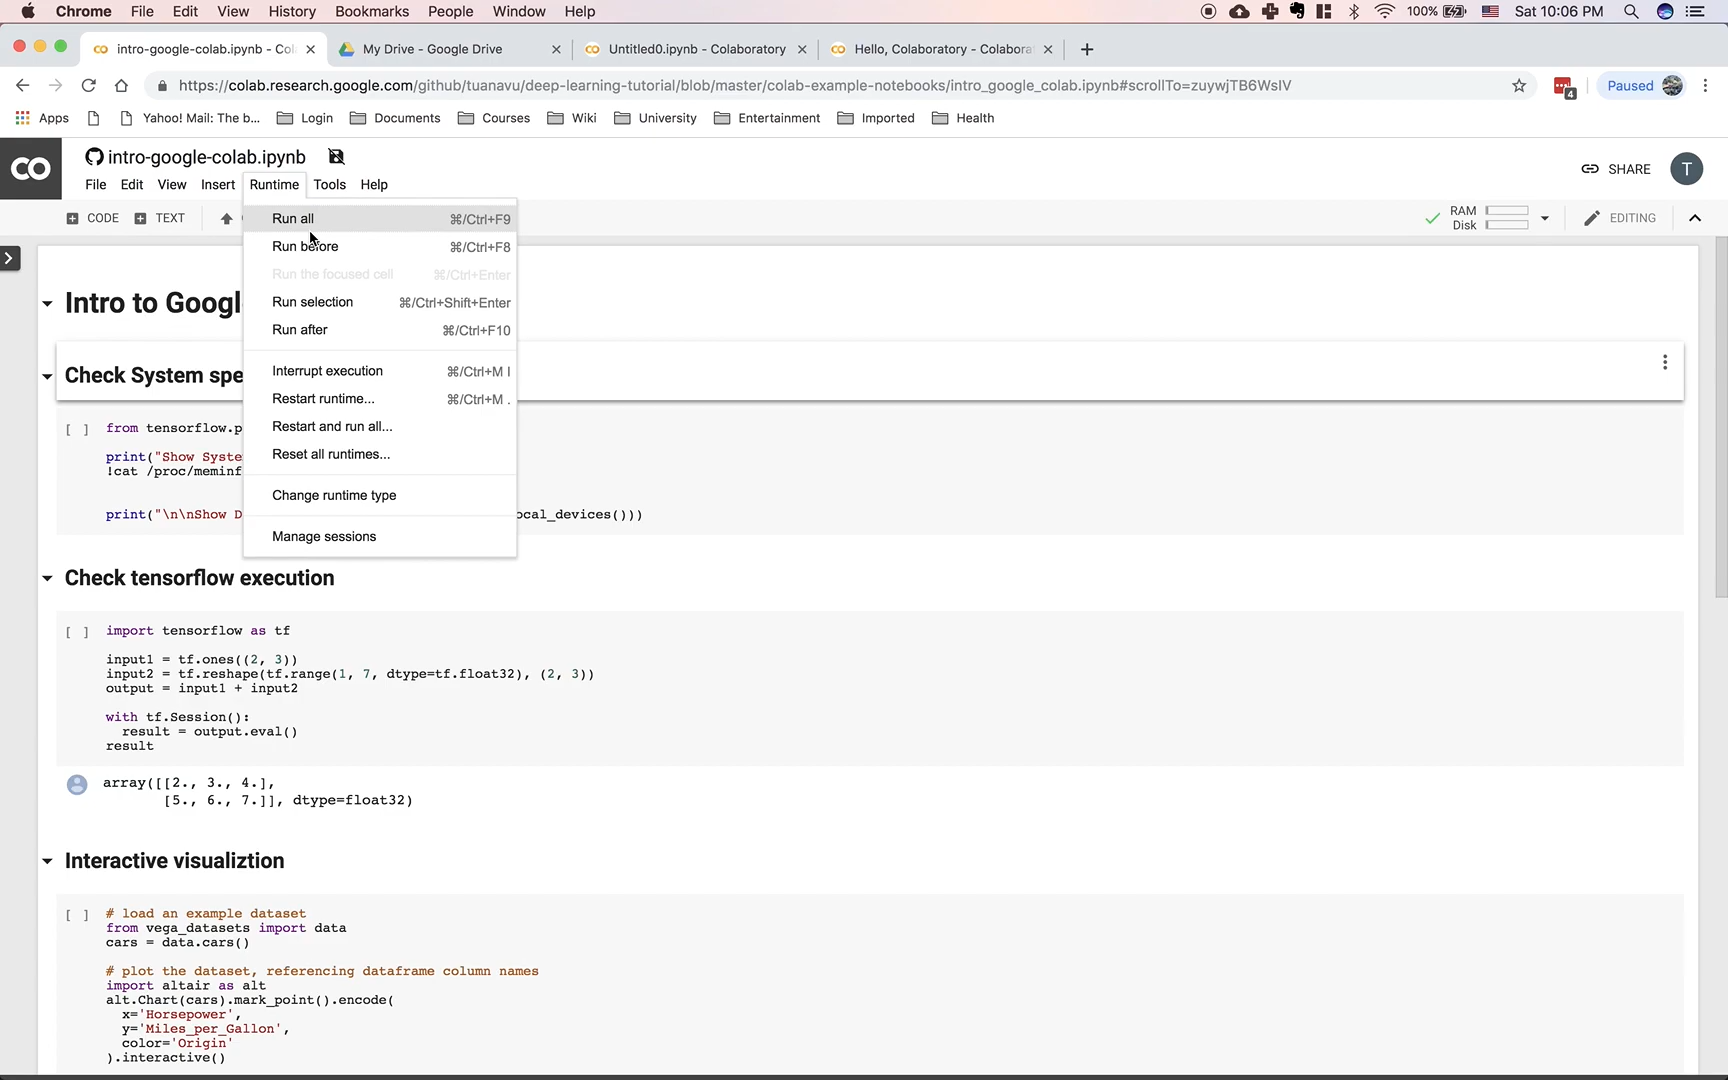 Chrome File Edit View History Bookmarks People Window Help 100% Sat 10:06 PM
intro-google-colab.ipynb - Col My Drive - Google Drive Untitled0.ipynb - Colaboratory Hello, Colaboratory - Colabora
https://colab.research.google.com/github/tuanavu/deep-learning-tutorial/blob/master/colab-example-notebooks/intro_google_colab.ipynb#scrollTo=zuywjTB6WsIV 4 Paused
Apps Yahoo! Mail: The b... Login Documents Courses Wiki University Entertainment Imported Health
CO intro-google-colab.ipynb SHARE T
File Edit View Insert Runtime Tools Help
CODE TEXT RAM EDITING
Disk
Run all ⌘/Ctrl+F9
Run before ⌘/Ctrl+F8
Run the focused cell ⌘/Ctrl+Enter
Run selection ⌘/Ctrl+Shift+Enter
Run after ⌘/Ctrl+F10
Interrupt execution ⌘/Ctrl+M I
Restart runtime... ⌘/Ctrl+M .
Restart and run all...
Reset all runtimes...
Change runtime type
Manage sessions
Intro to Googl
Check System spe
[ ] from tensorflow.p
print("Show Syste
!cat /proc/meminf
print("\n\nShow D ocal_devices()))
Check tensorflow execution
[ ] import tensorflow as tf
input1 = tf.ones((2, 3))
input2 = tf.reshape(tf.range(1, 7, dtype=tf.float32), (2, 3))
output = input1 + input2
with tf.Session():
result = output.eval()
result
array([[2., 3., 4.],
[5., 6., 7.]], dtype=float32)
Interactive visualiztion
[ ] # load an example dataset
from vega_datasets import data
cars = data.cars()
# plot the dataset, referencing dataframe column names
import altair as alt
alt.Chart(cars).mark_point().encode(
x='Horsepower',
y='Miles_per_Gallon',
color='Origin'
).interactive()